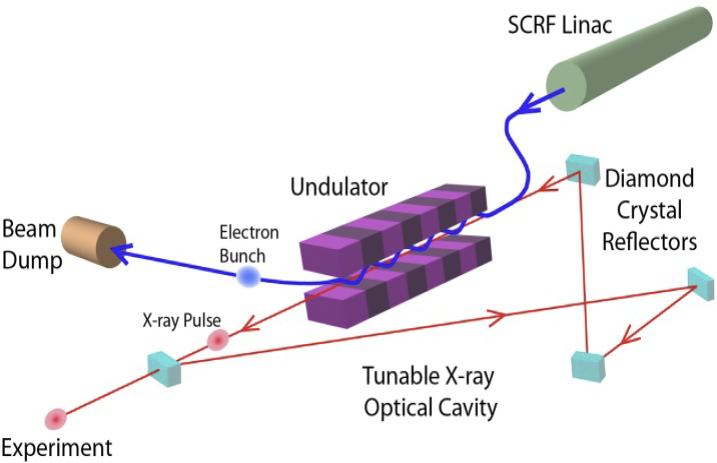 SCRF Linac
Undulator
Diamond
Crystal
Reflectors
Beam
Dump
Electron
Bunch
X-ray Pulse
Tunable X-ray
Optical Cavity
Experiment